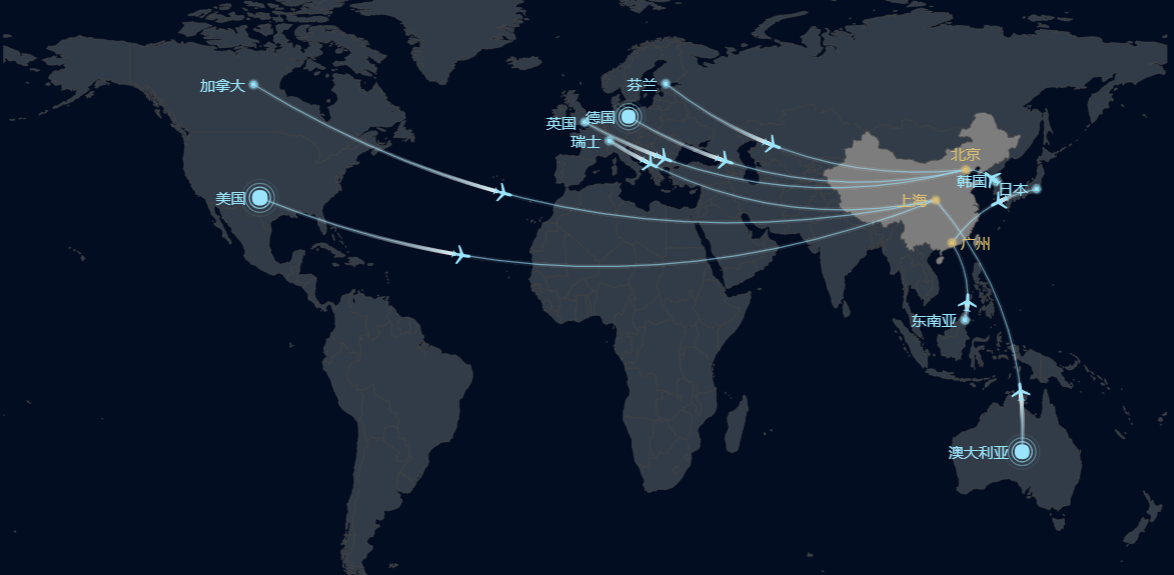 加拿大
芬兰
英国
德国
瑞士
北京
韩国
日本
美国
上海
广州
东南亚
澳大利亚